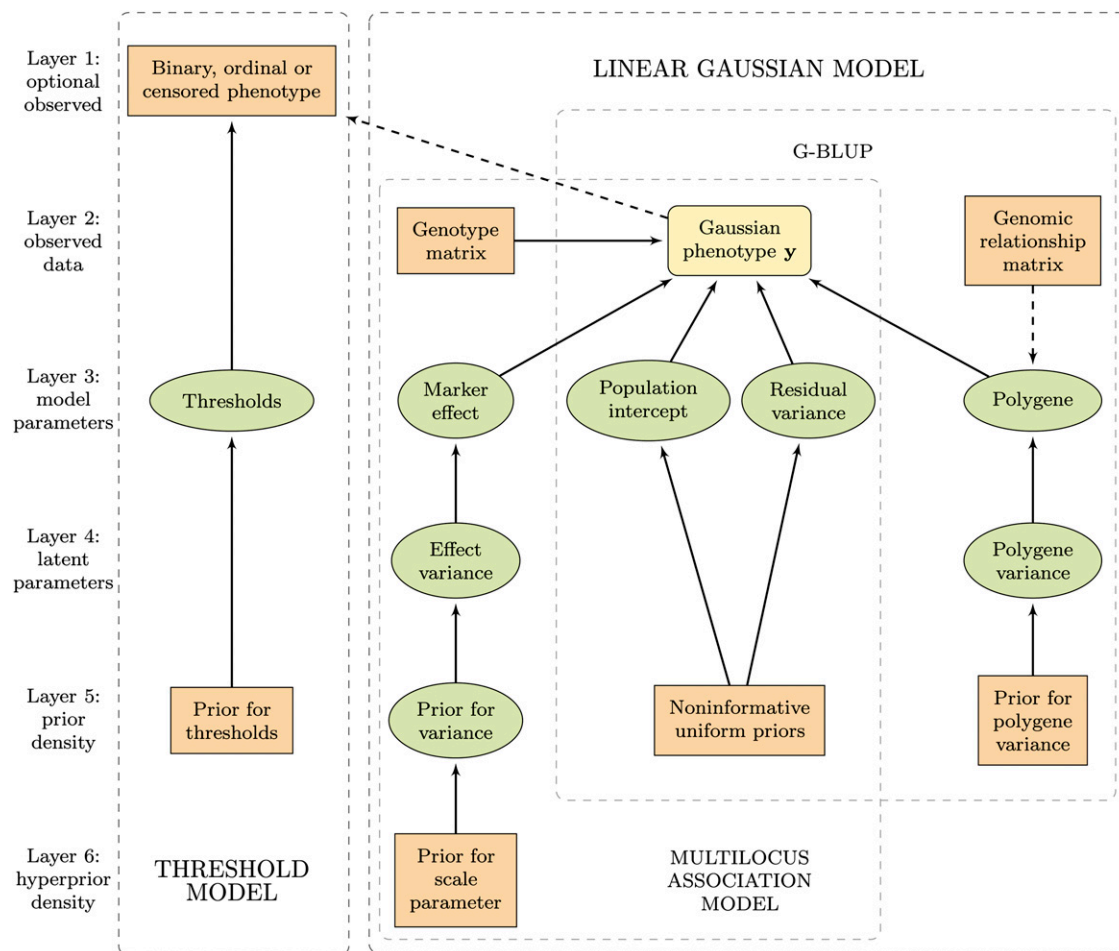 Layer 1:
optional
observed
Binary, ordinal or
censored phenotype
LINEAR GAUSSIAN MODEL
G-BLUP
Layer 2:
observed
data
Genotype
matrix
Gaussian
phenotype y
Genomic
relationship
matrix
Layer 3:
model
parameters
Thresholds
Marker
effect
Population
intercept
Residual
variance
Polygene
Layer 4:
latent
parameters
Effect
variance
Polygene
variance
Layer 5:
prior
density
Prior for
thresholds
Prior for
variance
Noninformative
uniform priors
Prior for
polygene
variance
Layer 6:
hyperprior
density
THRESHOLD
MODEL
Prior for
scale
parameter
MULTILOCUS
ASSOCIATION
MODEL